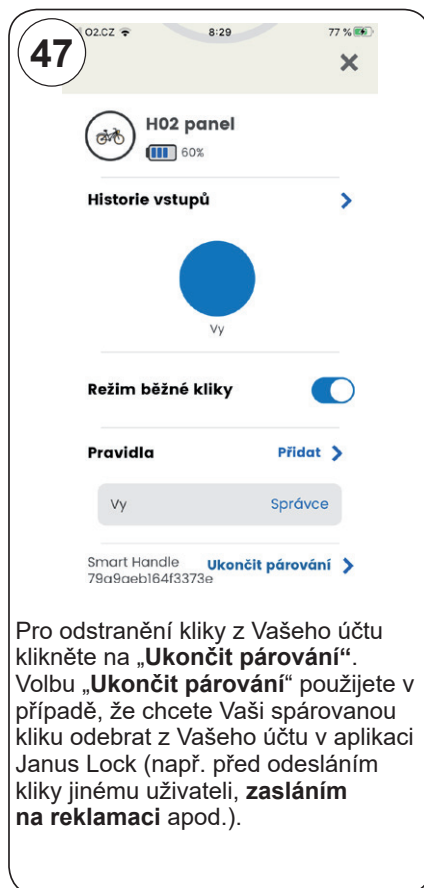 47
O2.CZ 8:29 77 %
H02 panel
60%
Historie vstupů
Vy
Režim běžné kliky
Pravidla Přidat
Vy Správce
Smart Handle Ukončit párování
79a9aeb164f3373e
Pro odstranění kliky z Vašeho účtu
klikněte na „Ukončit párování“.
Volbu „Ukončit párování“ použijete v
případě, že chcete Vaši spárovanou
kliku odebrat z Vašeho účtu v aplikaci
Janus Lock (např. před odesláním
kliky jinému uživateli, zasláním
na reklamaci apod.).